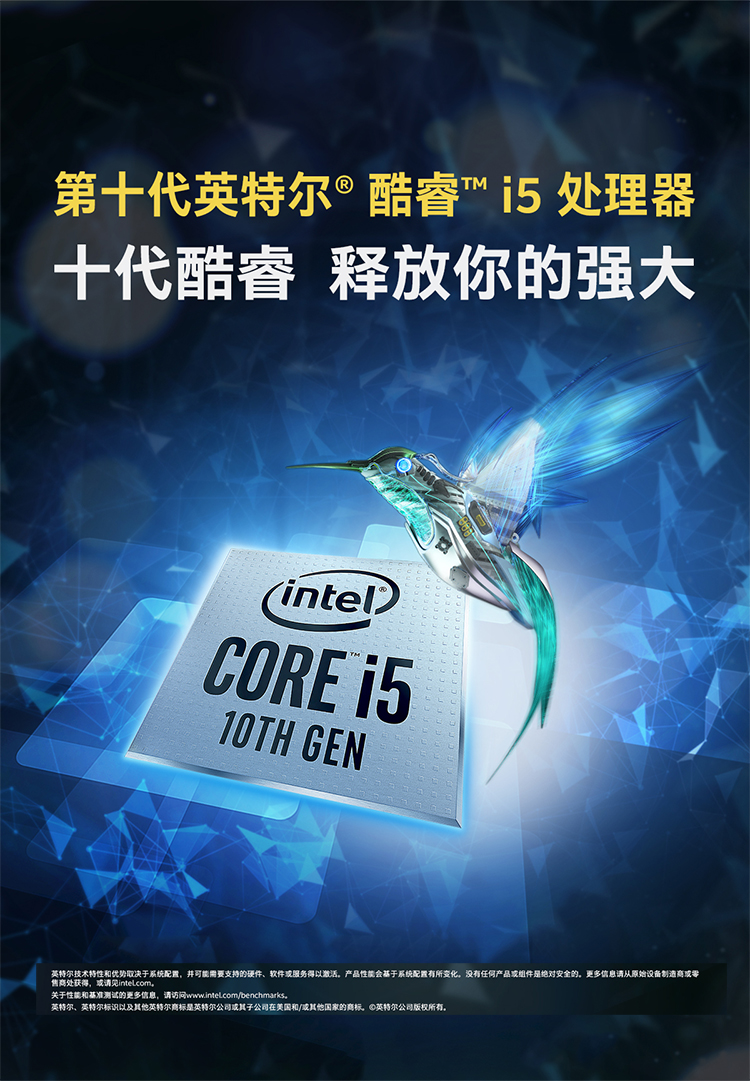 第十代英特尔® 酷睿™ i5 处理器
十代酷睿 释放你的强大
intel®
CORE™ i5
10TH GEN
英特尔技术特性和优势取决于系统配置，并可能需要支持的硬件、软件或服务得以激活。产品性能会基于系统配置有所变化。没有任何产品或组件是绝对安全的。更多信息请从原始设备制造商或零
售商处获得，或请见intel.com。
关于性能和基准测试的更多信息，请访问www.intel.com/benchmarks。
英特尔、英特尔标识以及其他英特尔商标是英特尔公司或其子公司在美国和/或其他国家的商标。©英特尔公司版权所有。